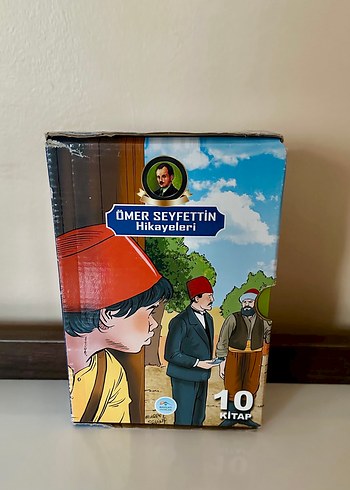 ÖMER SEYFETTİN
Hikayeleri
10
KİTAP